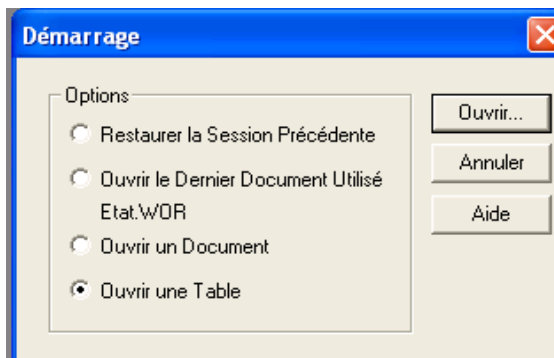 Démarrage
Options
Restaurer la Session Précédente
Ouvrir le Dernier Document Utilisé
Etat.WOR
Ouvrir un Document
Ouvrir une Table
Ouvrir...
Annuler
Aide